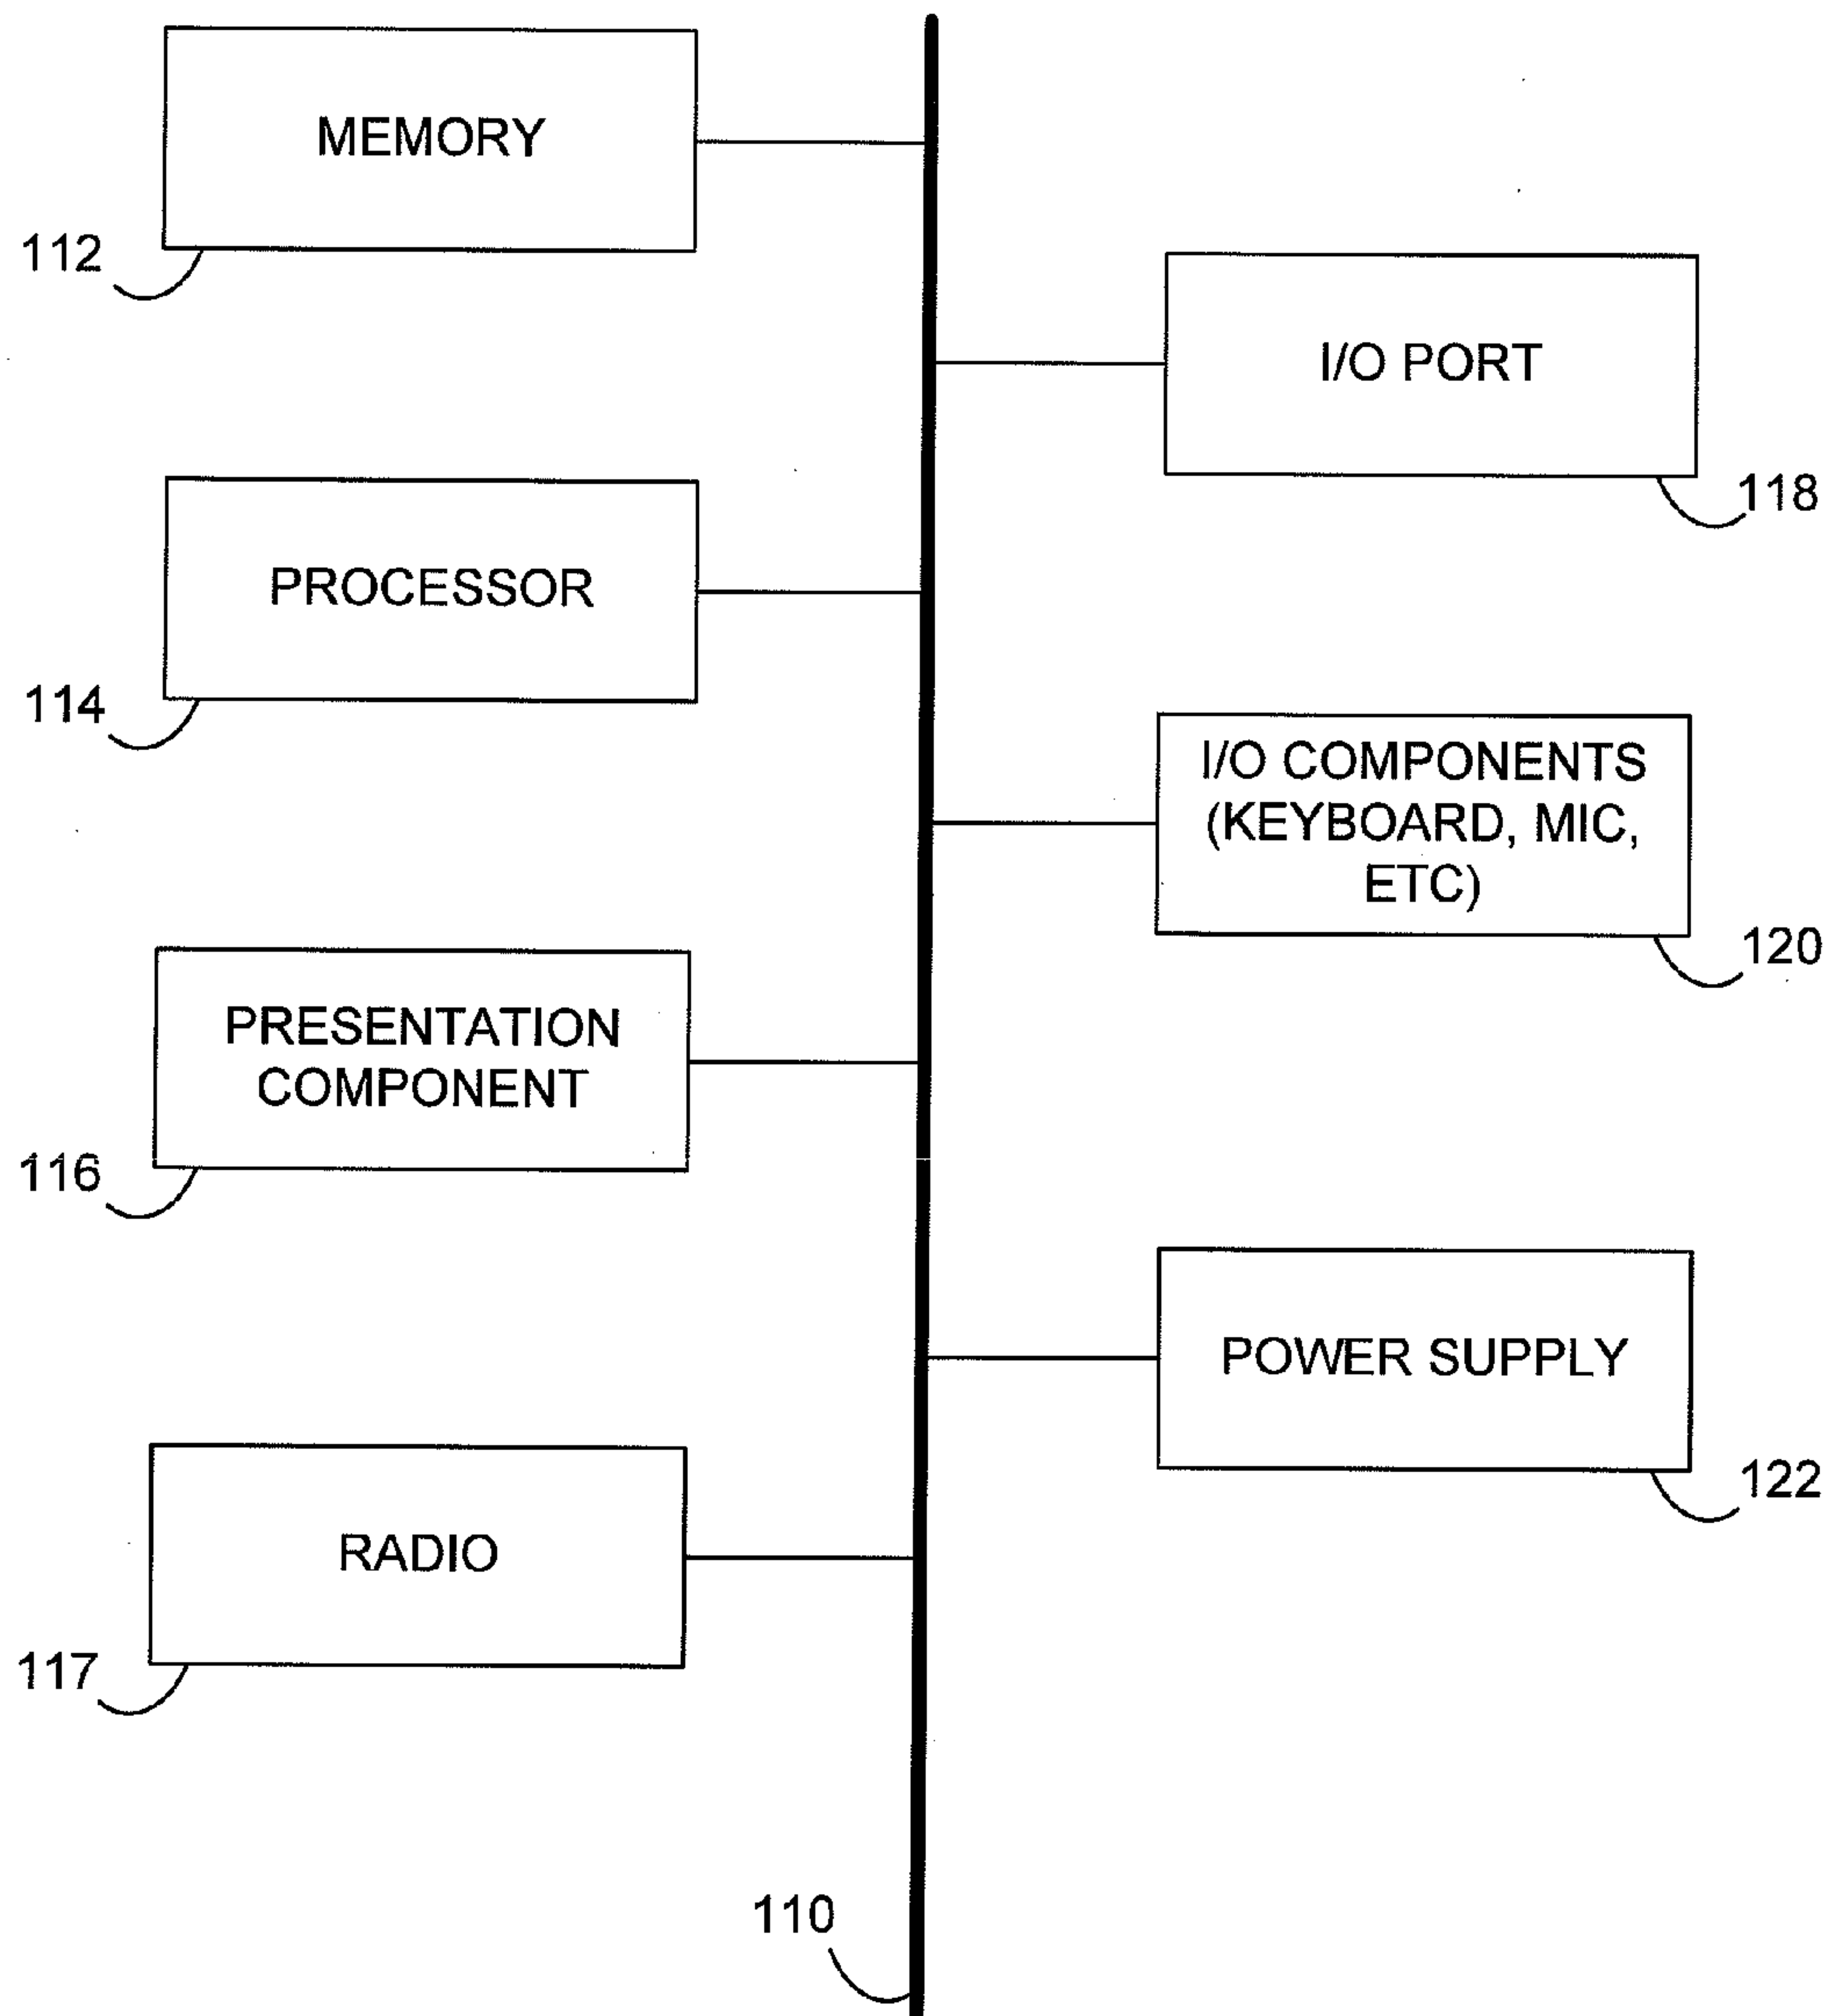 MEMORY
112
I/O PORT
118
PROCESSOR
114
I/O COMPONENTS
(KEYBOARD, MIC,
ETC)
120
PRESENTATION
COMPONENT
116
POWER SUPPLY
122
RADIO
117
110